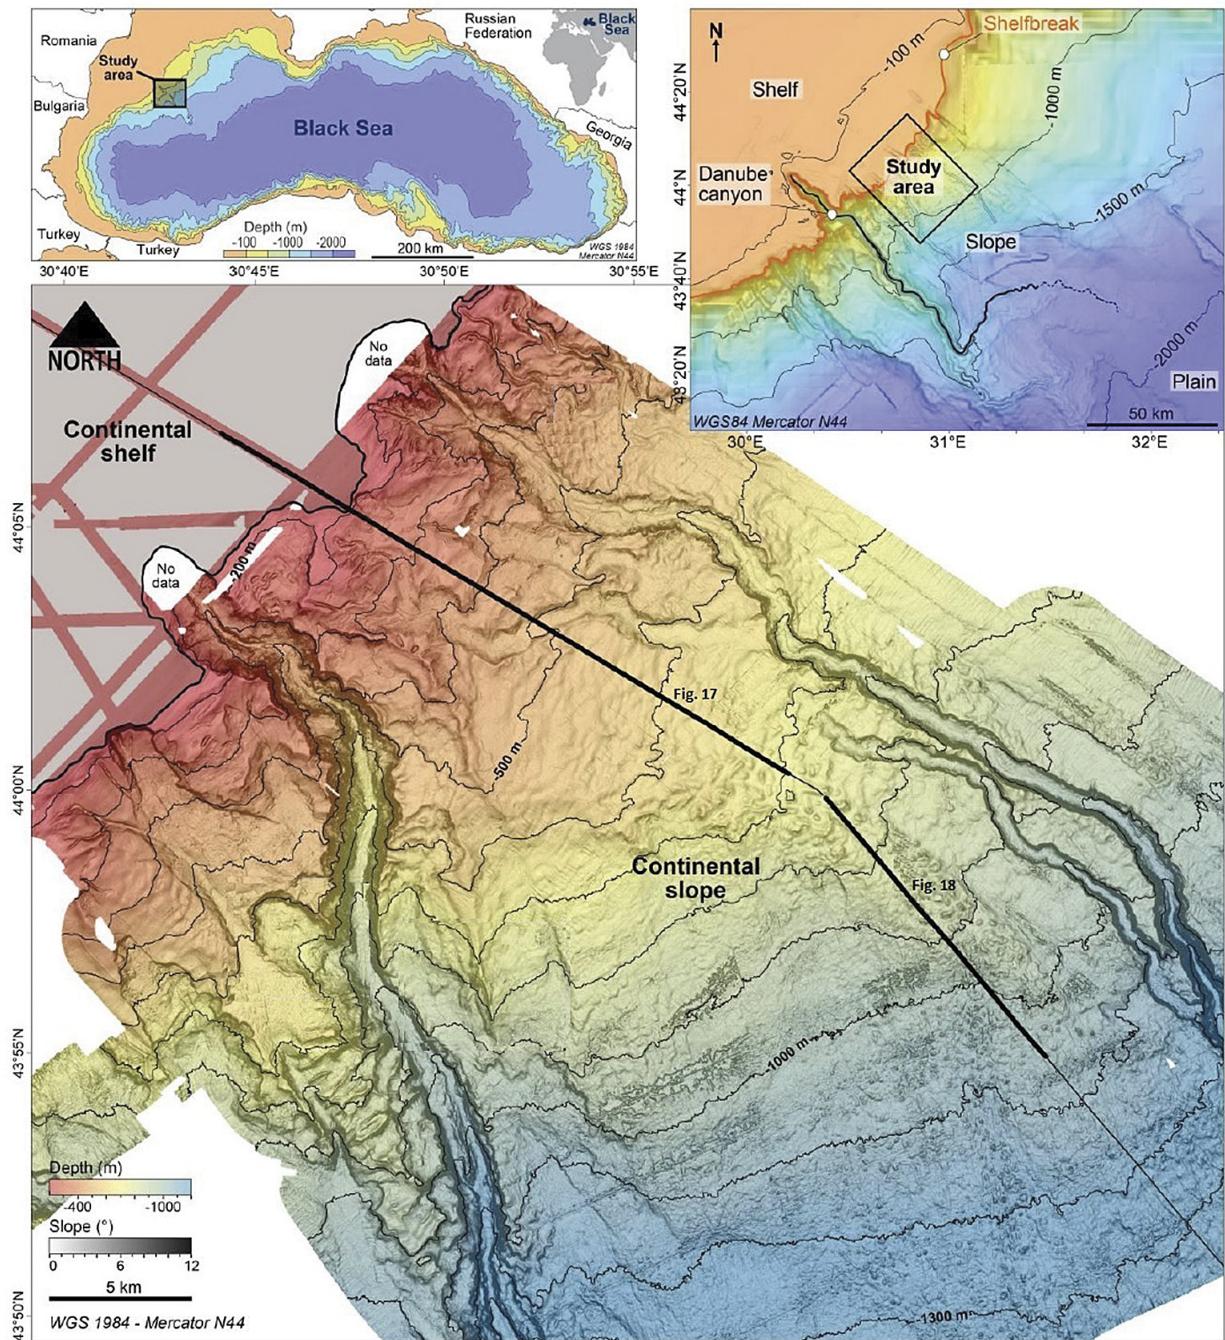 Romania
Russian
Federation
Black
Sea
Study
area
Bulgaria
Black Sea
Georgia
Turkey
Turkey
Depth (m)
-100 -1000 -2000
200 km
WGS 1984
Mercator N44
30°40'E 30°45'E 30°50'E 30°55'E
N
Shelfbreak
-100 m
Shelf
-1000 m
44°20'N
Danube
canyon
Study
area
44°N
-1500 m
Slope
43°40'N
-2000 m
43°20'N
Plain
WGS84 Mercator N44
50 km
30°E 31°E 32°E
NORTH
No
data
Continental
shelf
44°05'N
No
data
-200 m
Fig. 17
-500 m
44°00'N
Continental
slope
Fig. 18
43°55'N
-1000 m
Depth (m)
-400 -1000
Slope (°)
0 6 12
5 km
WGS 1984 - Mercator N44
43°50'N
-1300 m